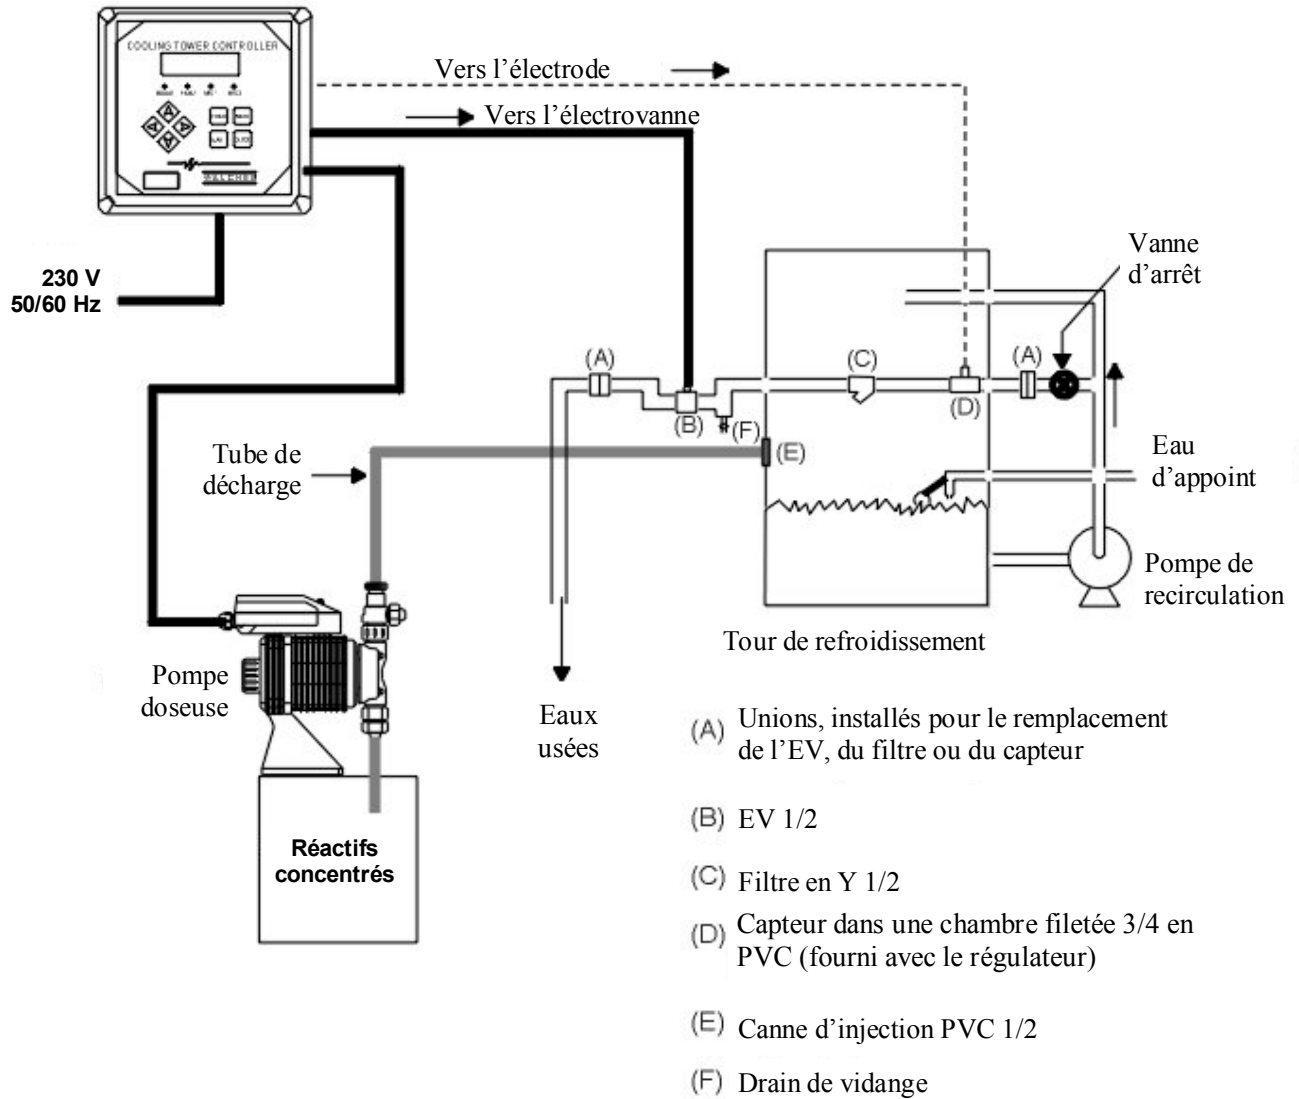 COOLING TOWER CONTROLLER
Vers l’électrode
Vers l’électrovanne
230 V
50/60 Hz
Vanne
d’arrêt
(A)
(C)
(A)
(B)
(F)
(D)
(E)
Tube de
décharge
Eau
d’appoint
Pompe de
recirculation
Tour de refroidissement
Pompe
doseuse
Eaux
usées
Réactifs
concentrés
(A) Unions, installés pour le remplacement
de l’EV, du filtre ou du capteur
(B) EV 1/2
(C) Filtre en Y 1/2
(D) Capteur dans une chambre filetée 3/4 en
PVC (fourni avec le régulateur)
(E) Canne d’injection PVC 1/2
(F) Drain de vidange